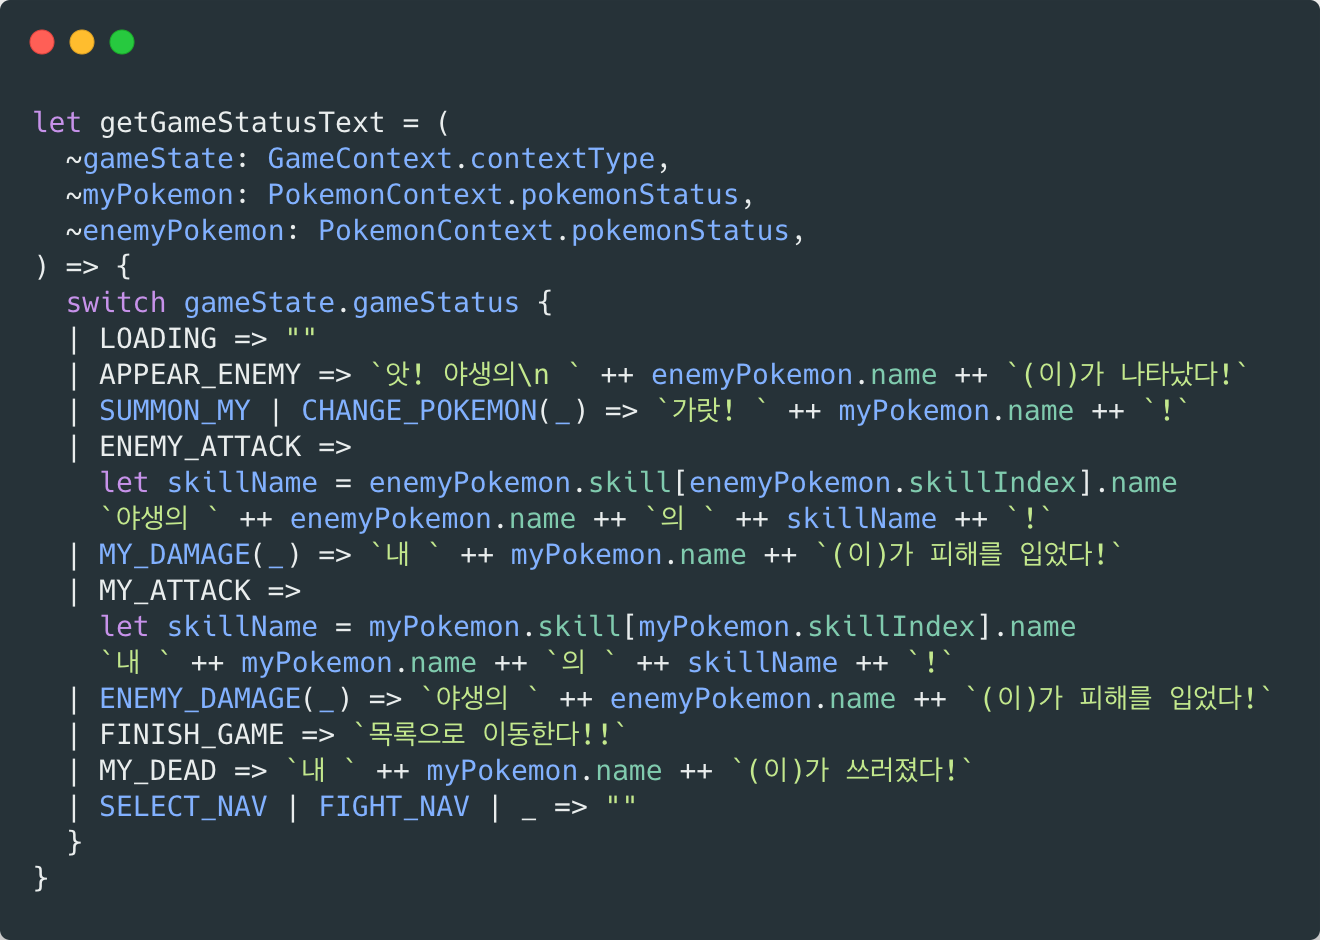 let getGameStatusText = (
  ~gameState: GameContext.contextType,
  ~myPokemon: PokemonContext.pokemonStatus,
  ~enemyPokemon: PokemonContext.pokemonStatus,
) => {
  switch gameState.gameStatus {
  | LOADING => ""
  | APPEAR_ENEMY => `앗! 야생의\n ` ++ enemyPokemon.name ++ `(이)가 나타났다!`
  | SUMMON_MY | CHANGE_POKEMON(_) => `가랏! ` ++ myPokemon.name ++ `!`
  | ENEMY_ATTACK =>
    let skillName = enemyPokemon.skill[enemyPokemon.skillIndex].name
    `야생의 ` ++ enemyPokemon.name ++ `의 ` ++ skillName ++ `!`
  | MY_DAMAGE(_) => `내 ` ++ myPokemon.name ++ `(이)가 피해를 입었다!`
  | MY_ATTACK =>
    let skillName = myPokemon.skill[myPokemon.skillIndex].name
    `내 ` ++ myPokemon.name ++ `의 ` ++ skillName ++ `!`
  | ENEMY_DAMAGE(_) => `야생의 ` ++ enemyPokemon.name ++ `(이)가 피해를 입었다!`
  | FINISH_GAME => `목록으로 이동한다!!`
  | MY_DEAD => `내 ` ++ myPokemon.name ++ `(이)가 쓰러졌다!`
  | SELECT_NAV | FIGHT_NAV | _ => ""
  }
}